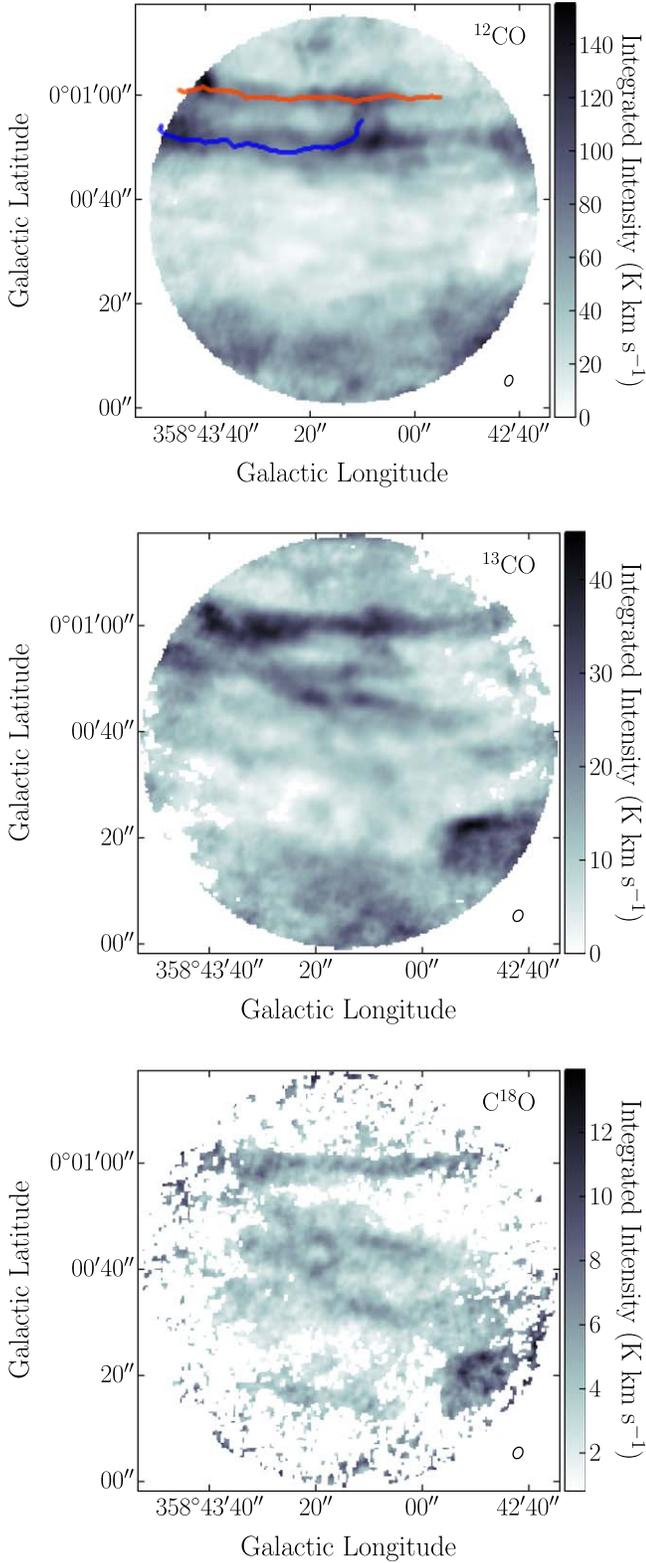 ¹²CO
140
120
100
80
60
40
20
0
Integrated Intensity (K km s⁻¹)
0°01′00″
00′40″
20″
00″
Galactic Latitude
358°43′40″ 20″ 00″ 42′40″
Galactic Longitude
¹³CO
40
30
20
10
0
Integrated Intensity (K km s⁻¹)
0°01′00″
00′40″
20″
00″
Galactic Latitude
358°43′40″ 20″ 00″ 42′40″
Galactic Longitude
C¹⁸O
12
10
8
6
4
2
Integrated Intensity (K km s⁻¹)
0°01′00″
00′40″
20″
00″
Galactic Latitude
358°43′40″ 20″ 00″ 42′40″
Galactic Longitude